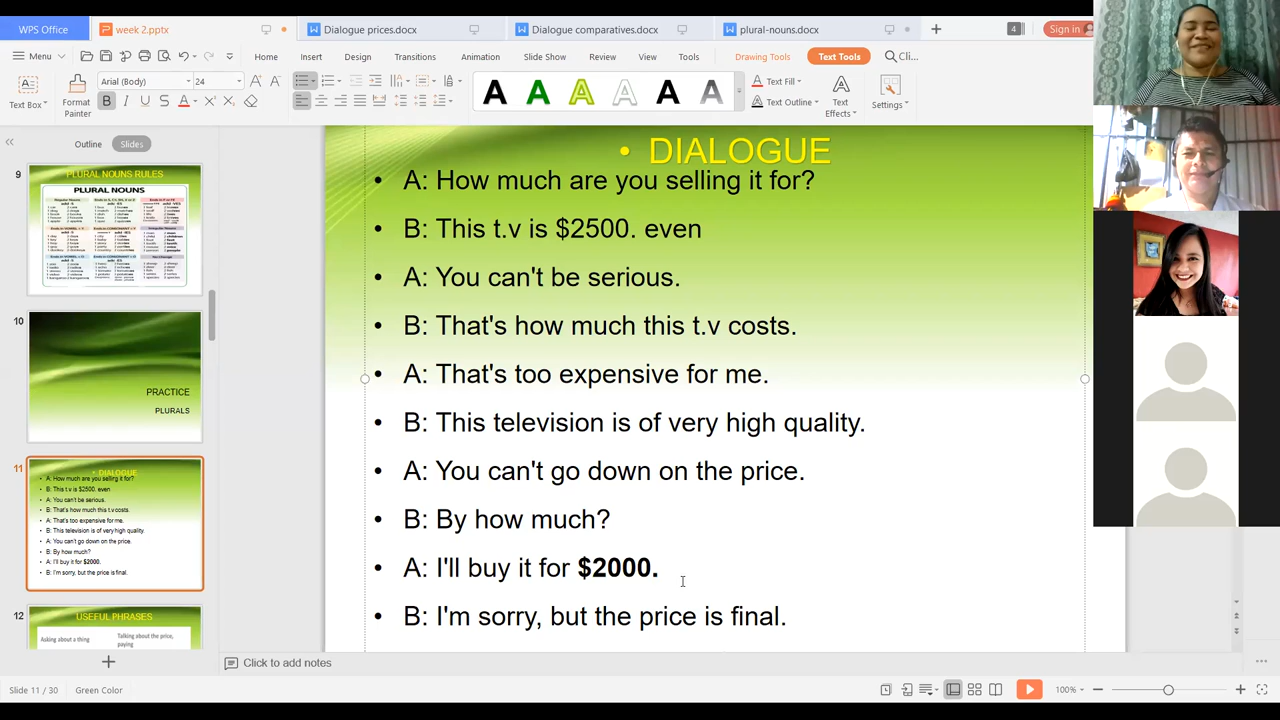 WPS Office
week 2.pptx
Dialogue prices.docx
Dialogue comparatives.docx
plural-nouns.docx
4
Sign in
Menu
Home
Insert
Design
Transitions
Animation
Slide Show
Review
View
Tools
Drawing Tools
Text Tools
Cli...
Text Box
Format
Painter
Arial (Body)
24
Text Fill
Text Outline
Text
Effects
Settings
Outline
Slides
9
PLURAL NOUNS RULES
PLURAL NOUNS
10
PRACTICE
PLURALS
11
• DIALOGUE
• A: How much are you selling it for?
• B: This t.v is $2500. even
• A: You can't be serious.
• B: That's how much this t.v costs.
• A: That's too expensive for me.
• B: This television is of very high quality.
• A: You can't go down on the price.
• B: By how much?
• A: I'll buy it for $2000.
• B: I'm sorry, but the price is final.
12
USEFUL PHRASES
Asking about a thing
Talking about the price,
paying
• DIALOGUE
• A: How much are you selling it for?
• B: This t.v is $2500. even
• A: You can't be serious.
• B: That's how much this t.v costs.
• A: That's too expensive for me.
• B: This television is of very high quality.
• A: You can't go down on the price.
• B: By how much?
• A: I'll buy it for $2000.
• B: I'm sorry, but the price is final.
Click to add notes
Slide 11 / 30
Green Color
100%